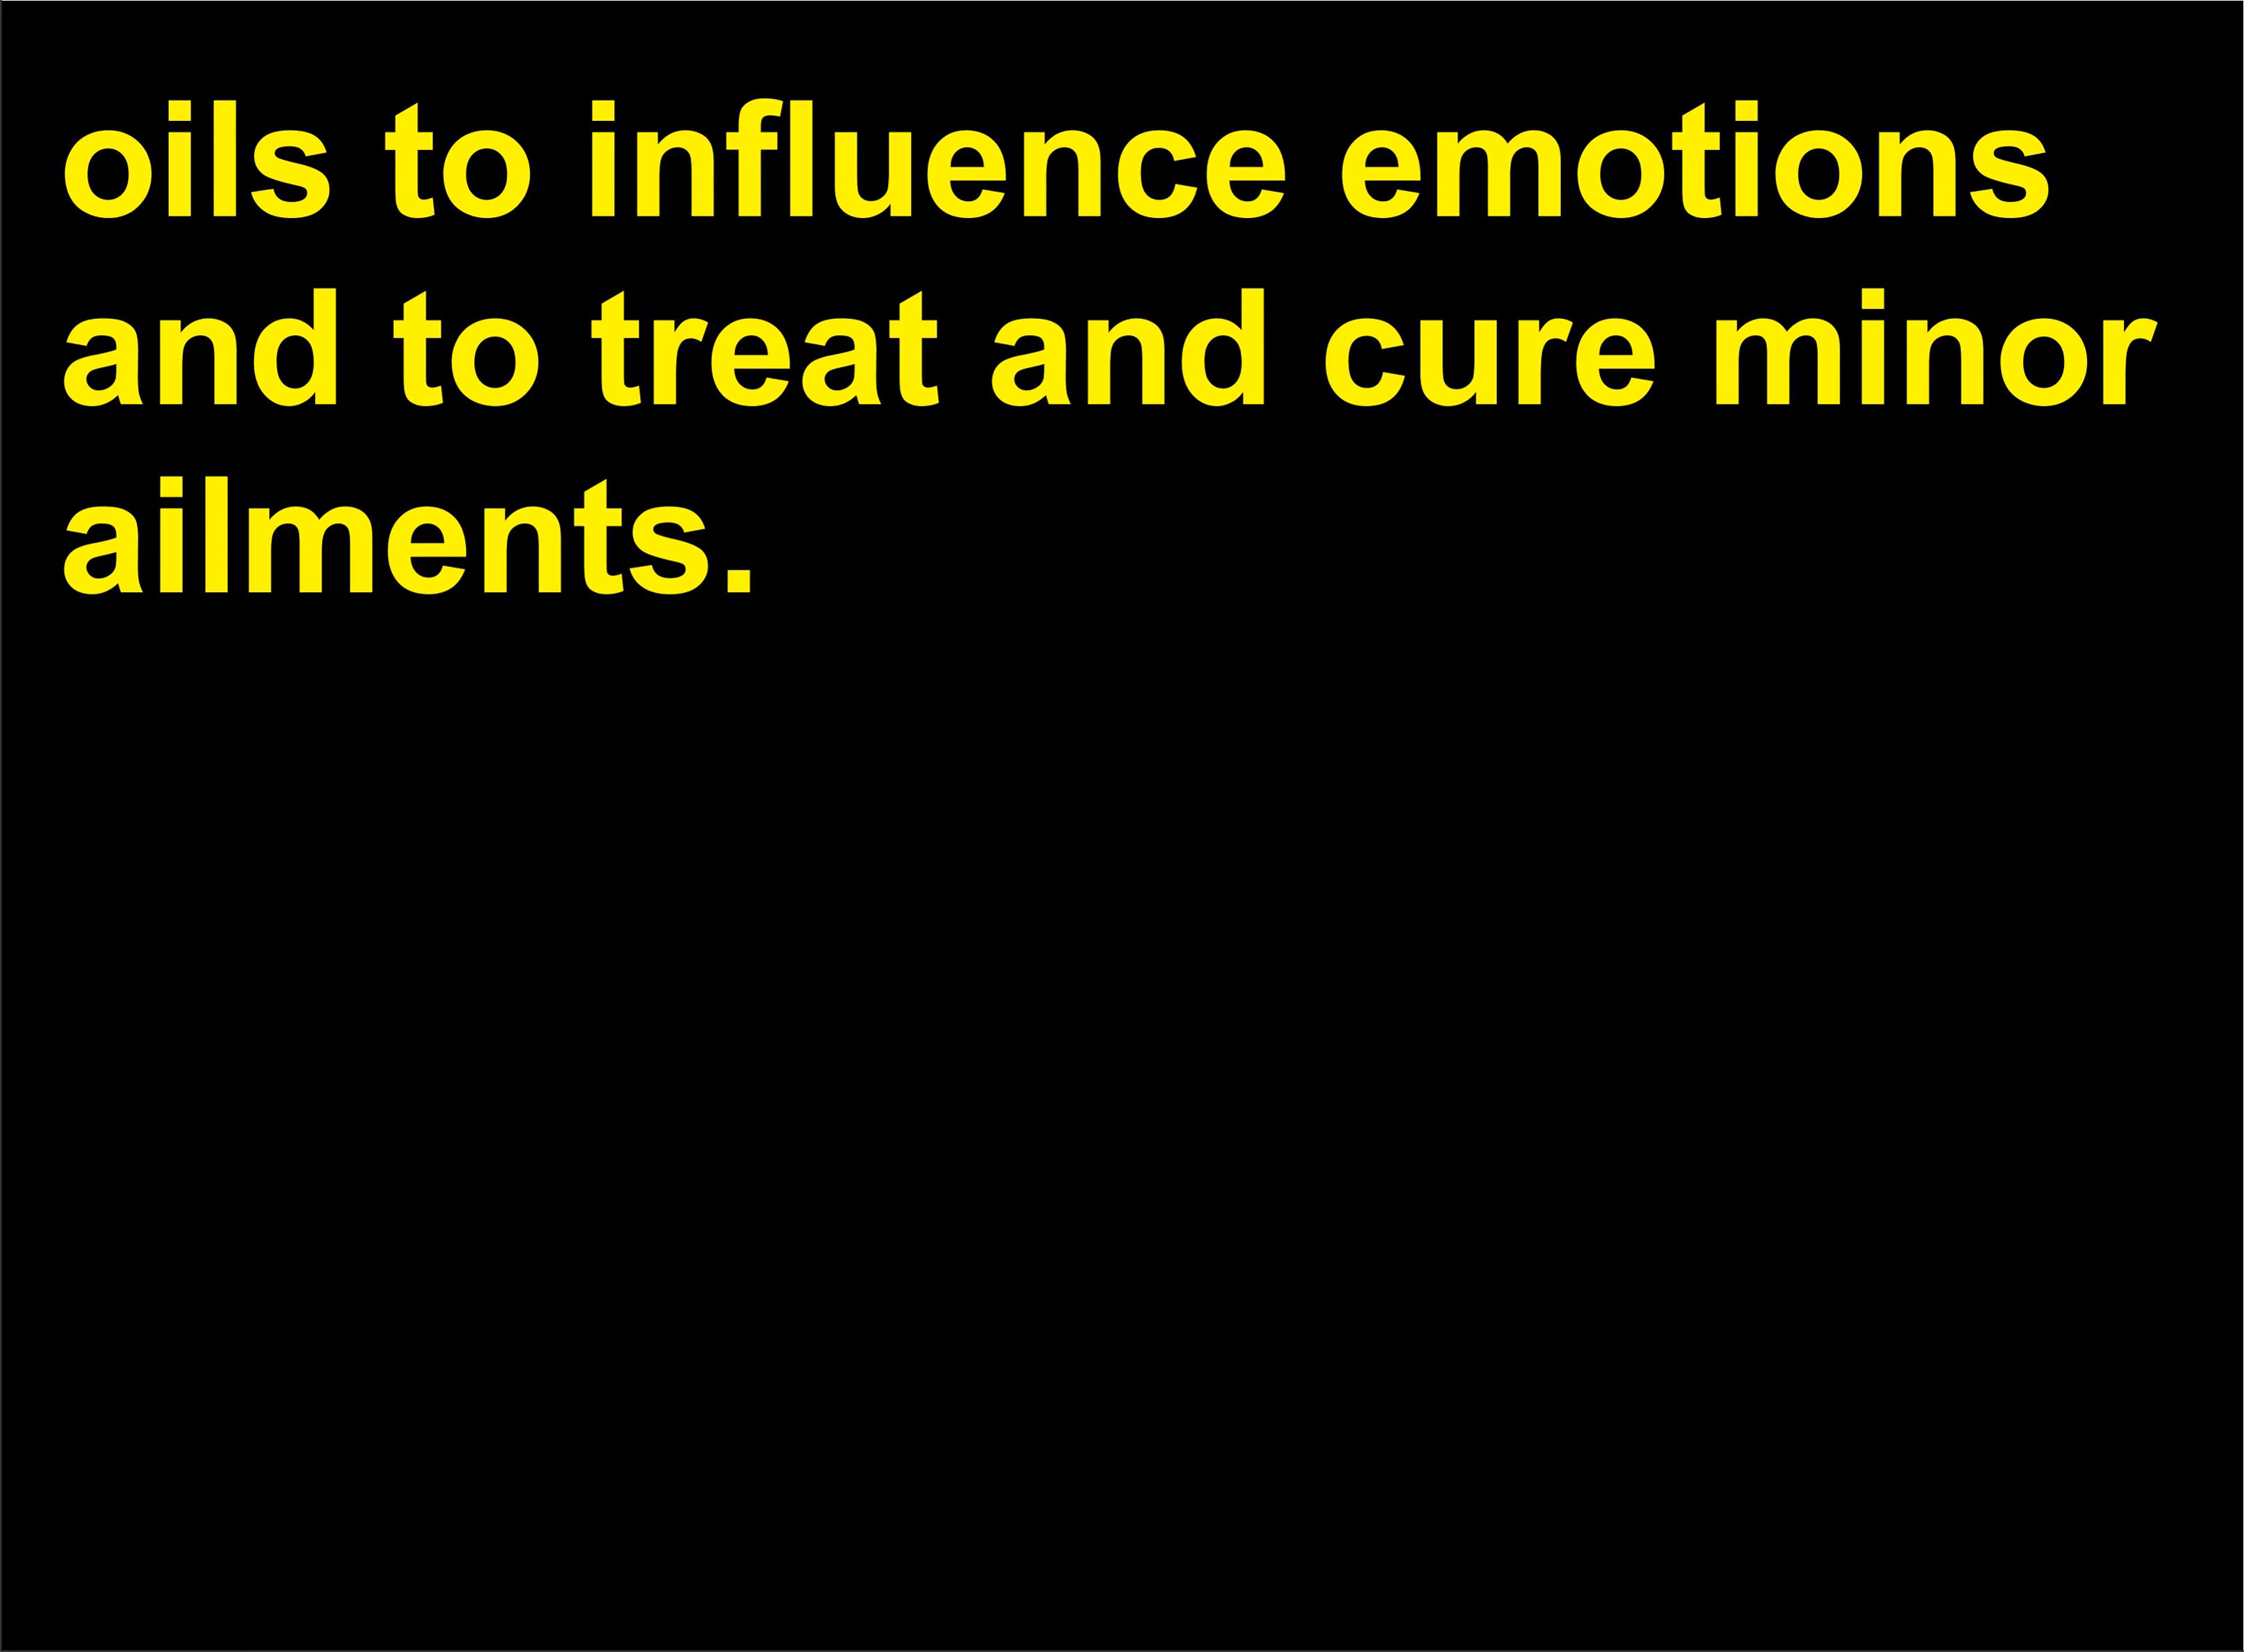 oils to influence emotions
and to treat and cure minor
ailments.